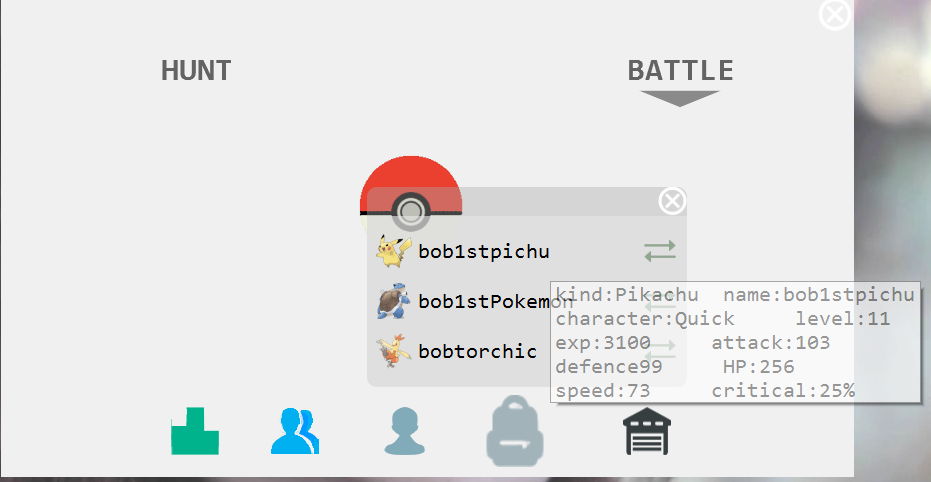 HUNT
BATTLE
bob1stpichu
bob1stPokemon
bobtorchic
kind:Pikachu name:bob1stpichu
character:Quick level:11
exp:3100 attack:103
defence99 HP:256
speed:73 critical:25%